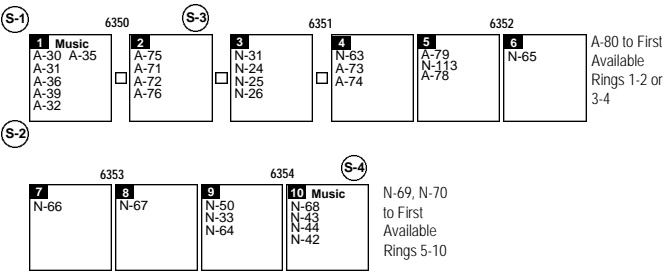 S-1
6350
S-3
6351
6352
1 Music
A-30 A-35
A-31
A-36
A-39
A-32
2
A-75
A-71
A-72
A-76
3
N-31
N-24
N-25
N-26
4
N-63
A-73
A-74
5
A-79
N-113
A-78
6
N-65
A-80 to First
Available
Rings 1-2 or
3-4
S-2
6353
6354
S-4
7
N-66
8
N-67
9
N-50
N-33
N-64
10 Music
N-68
N-43
N-44
N-42
N-69, N-70
to First
Available
Rings 5-10